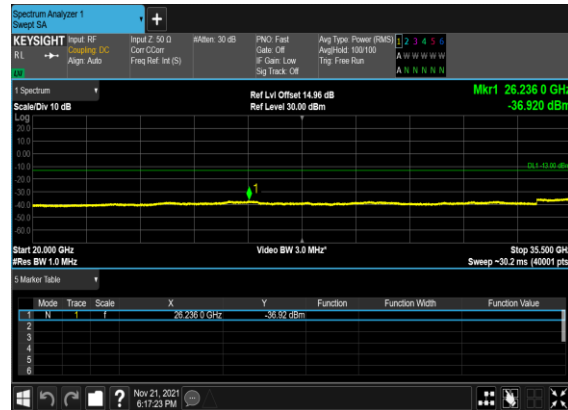 Spectrum Analyzer 1
Swept SA
+
KEYSIGHT Input: RF Input Z: 50 Ω #Atten: 30 dB PNO: Fast Avg Type: Power (RMS) 1 2 3 4 5 6
RL Coupling: DC Corr CCorr Gate: Off Avg|Hold: 100/100 A W W W W W
Align: Auto Freq Ref: Int (S) IF Gain: Low Trig: Free Run
Sig Track: Off A N N N N N
1 Spectrum Ref Lvl Offset 14.96 dB Mkr1 26.236 0 GHz
Scale/Div 10 dB Ref Level 30.00 dBm -36.920 dBm
Log
20.0
10.0
0.00
-10.0
DL1 -13.00 dBm
-20.0
-30.0
1
-40.0
-50.0
-60.0
Start 20.000 GHz Video BW 3.0 MHz* Stop 35.500 GHz
#Res BW 1.0 MHz Sweep ~30.2 ms (40001 pts)
5 Marker Table
Mode Trace Scale X Y Function Function Width Function Value
1 N 1 f 26.236 0 GHz -36.92 dBm
2
3
4
5
6
? Nov 21, 2021
6:17:23 PM